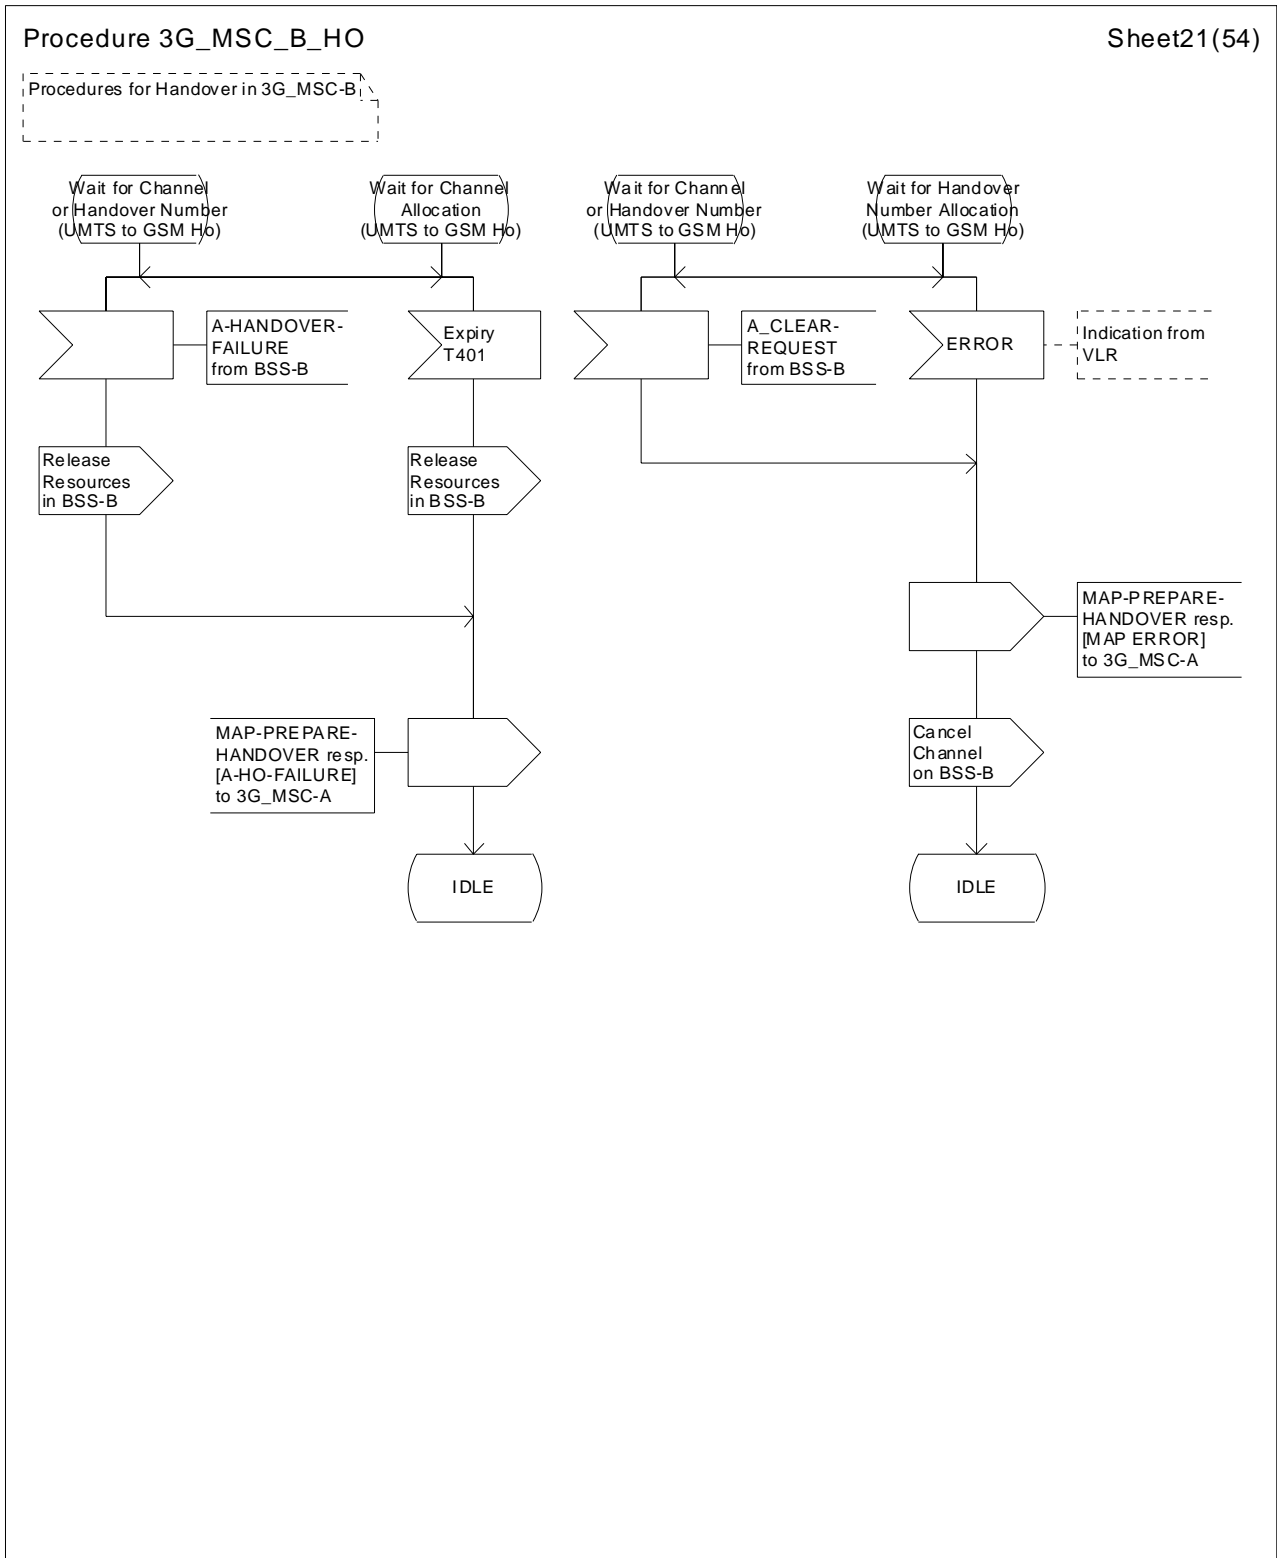 Procedure 3G_MSC_B_HO
Sheet21(54)
Procedures for Handover in 3G_MSC-B
Wait for Channel
or Handover Number
(UMTS to GSM Ho)
Wait for Channel
Allocation
(UMTS to GSM Ho)
Wait for Channel
or Handover Number
(UMTS to GSM Ho)
Wait for Handover
Number Allocation
(UMTS to GSM Ho)
A-HANDOVER-
FAILURE
from BSS-B
Expiry
T401
A_CLEAR-
REQUEST
from BSS-B
ERROR
Indication from
VLR
Release
Resources
in BSS-B
Release
Resources
in BSS-B
MAP-PREPARE-
HANDOVER resp.
[MAP ERROR]
to 3G_MSC-A
MAP-PREPARE-
HANDOVER resp.
[A-HO-FAILURE]
to 3G_MSC-A
Cancel
Channel
on BSS-B
IDLE
IDLE